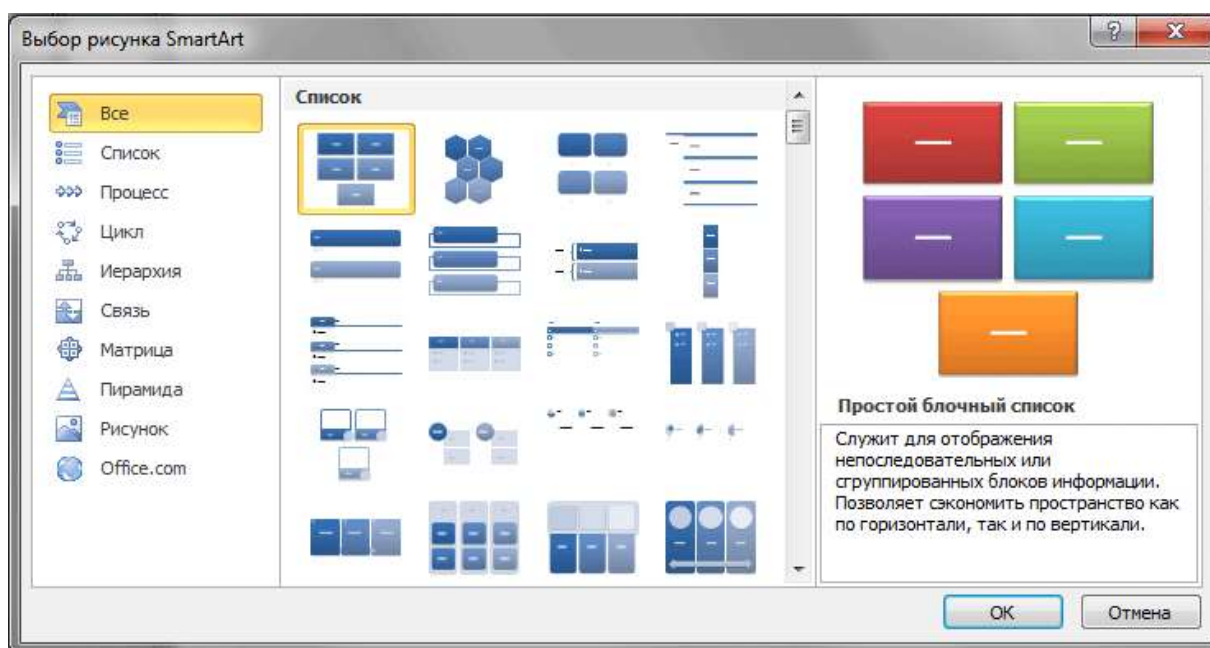 Выбор рисунка SmartArt
Все
Список
Процесс
Цикл
Иерархия
Связь
Матрица
Пирамида
Рисунок
Office.com
Список
Простой блочный список
Служит для отображения
непоследовательных или
сгруппированных блоков информации.
Позволяет сэкономить пространство как
по горизонтали, так и по вертикали.
ОК
Отмена